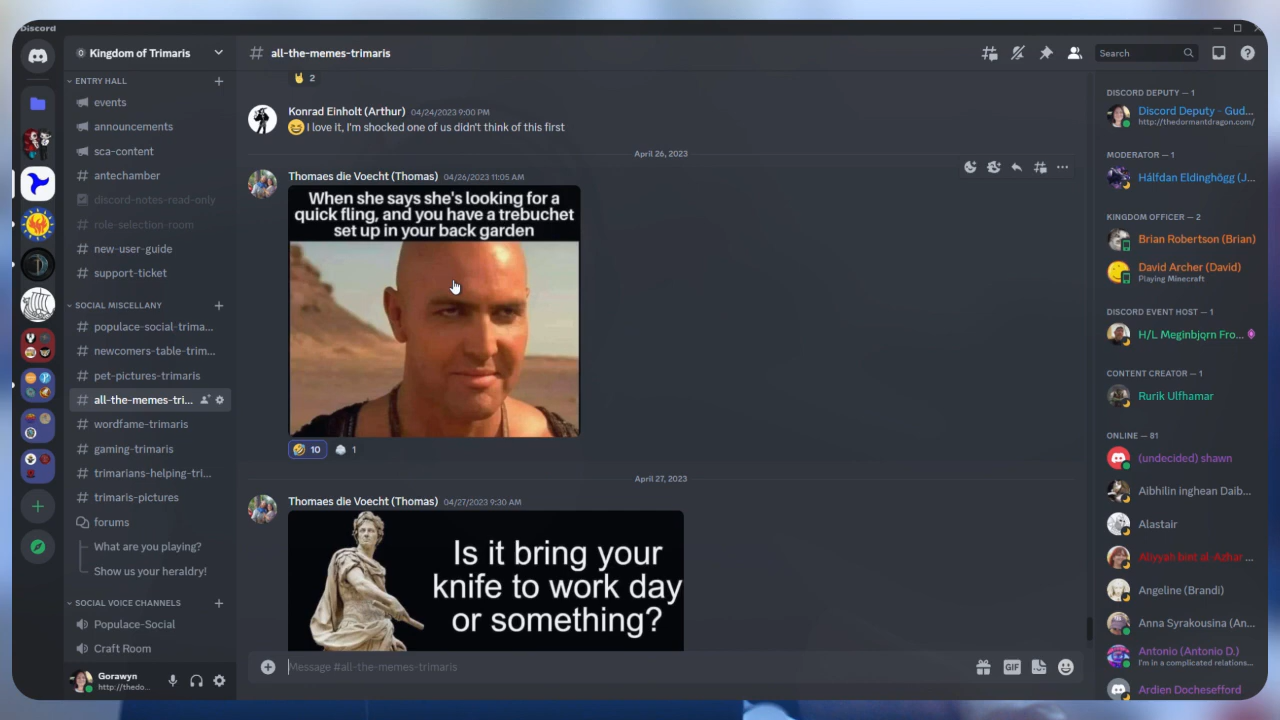 Discord
Kingdom of Trimaris
all-the-memes-trimaris
Search
ENTRY HALL
events
announcements
sca-content
antechamber
discord-notes-read-only
role-selection-room
new-user-guide
support-ticket
SOCIAL MISCELLANY
populace-social-trima...
newcomers-table-trim...
pet-pictures-trimaris
all-the-memes-tri...
wordfame-trimaris
gaming-trimaris
trimarians-helping-tri...
trimaris-pictures
forums
What are you playing?
Show us your heraldry!
SOCIAL VOICE CHANNELS
Populace-Social
Craft Room
Gorawyn
http://thedo...
2
Konrad Einholt (Arthur) 04/24/2023 9:00 PM
I love it, I'm shocked one of us didn't think of this first
April 26, 2023
Thomaes die Voecht (Thomas) 04/26/2023 11:05 AM
When she says she's looking for a
quick fling, and you have a trebuchet
set up in your back garden
10 1
April 27, 2023
Thomaes die Voecht (Thomas) 04/27/2023 9:30 AM
Is it bring your
knife to work day
or something?
Message #all-the-memes-trimaris
GIF
DISCORD DEPUTY — 1
Discord Deputy - Gud...
http://thedormantdragon.com/
MODERATOR — 1
Hálfdan Eldinghögg (J...
KINGDOM OFFICER — 2
Brian Robertson (Brian)
David Archer (David)
Playing Minecraft
DISCORD EVENT HOST — 1
H/L Meginbjqrn Fro...
CONTENT CREATOR — 1
Rurik Ulfhamar
ONLINE — 81
(undecided) shawn
Aibhilin inghean Daib...
Alastair
Aliyyah bint al-Azhar ...
Angeline (Brandi)
Anna Syrakousina (An...
Antonio (Antonio D.)
I'm in a complicated relations...
Ardien Dochesefford